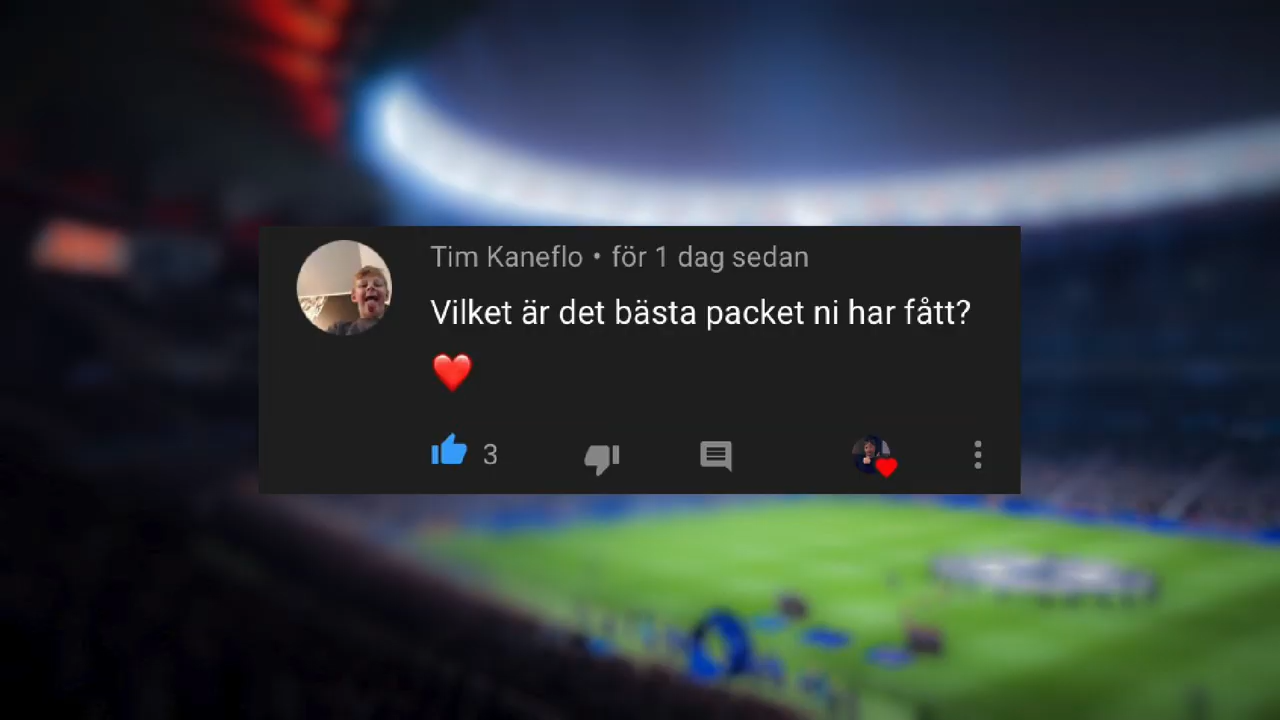 Tim Kaneflo • för 1 dag sedan
Vilket är det bästa packet ni har fått?
❤️
3